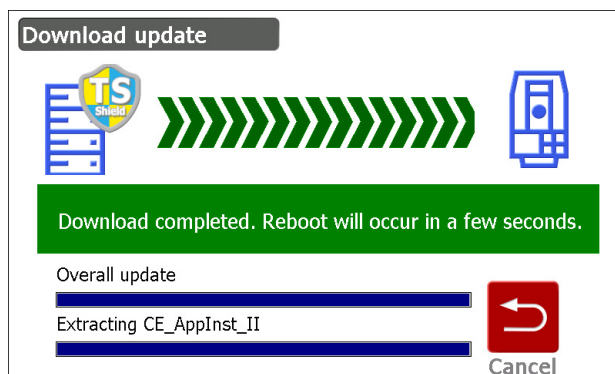 Download update
TS
Shield
Download completed. Reboot will occur in a few seconds.
Overall update
Extracting CE_AppInst_II
Cancel